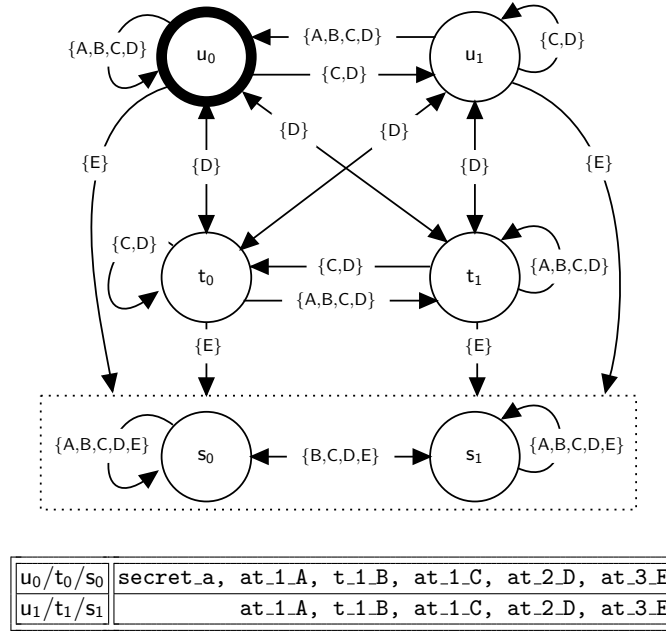 {A,B,C,D} u0 {A,B,C,D} u1 {C,D}
{C,D}
{D} {D}
{E} {D} {D} {E}
{C,D} t0 {C,D} t1 {A,B,C,D}
{A,B,C,D}
{E} {E}
{A,B,C,D,E} s0 {B,C,D,E} s1 {A,B,C,D,E}
u0/t0/s0 secret_a, at_1_A, t_1_B, at_1_C, at_2_D, at_3_E
u1/t1/s1 at_1_A, t_1_B, at_1_C, at_2_D, at_3_E